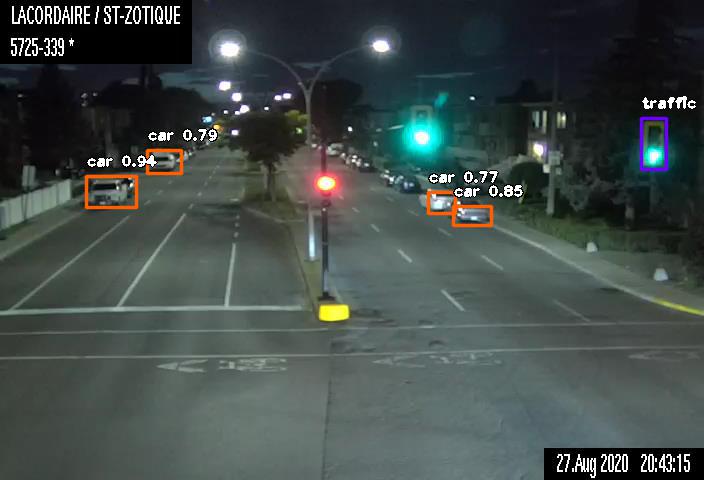 LACORDAIRE / ST-ZOTIQUE
5725-339 *
traffic
car 0.79
car 0.94
car 0.77
car 0.85
27.Aug 2020 20:43:15